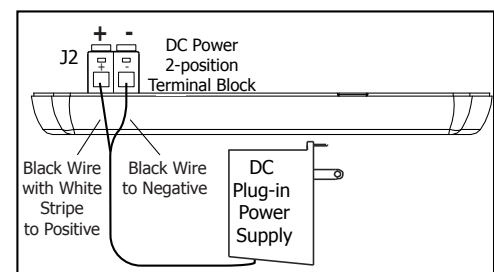 + -
J2
DC Power
2-position
Terminal Block
+ -
Black Wire
with White
Stripe
to Positive
Black Wire
to Negative
DC
Plug-in
Power
Supply